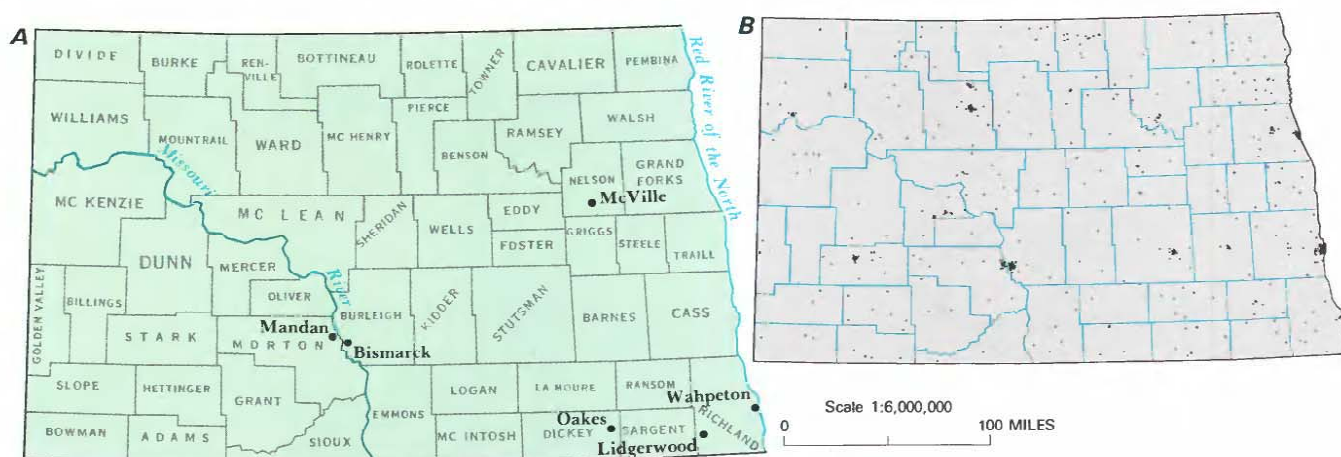 A
DIVIDE
BURKE
REN-
VILLE
BOTTINEAU
ROLETTE
TOWNER
CAVALIER
PEMBINA
WILLIAMS
MOUNTRAIL
WARD
MC HENRY
PIERCE
BENSON
RAMSEY
WALSH
NELSON
GRAND
FORKS
McVille
Missouri
River
Red River of the North
MC KENZIE
MC LEAN
SHERIDAN
WELLS
EDDY
FOSTER
GRIGGS
STEELE
TRAILL
DUNN
MERCER
OLIVER
GOLDEN VALLEY
BILLINGS
STARK
Mandan
MORTON
BURLEIGH
Bismarck
KIDDER
STUTSMAN
BARNES
CASS
SLOPE
HETTINGER
GRANT
BOWMAN
ADAMS
SIOUX
EMMONS
LOGAN
LA MOURE
RANSOM
MC INTOSH
DICKEY
SARGENT
RICHLAND
Wahpeton
Oakes
Lidgerwood
B
Scale 1:6,000,000
0 100 MILES